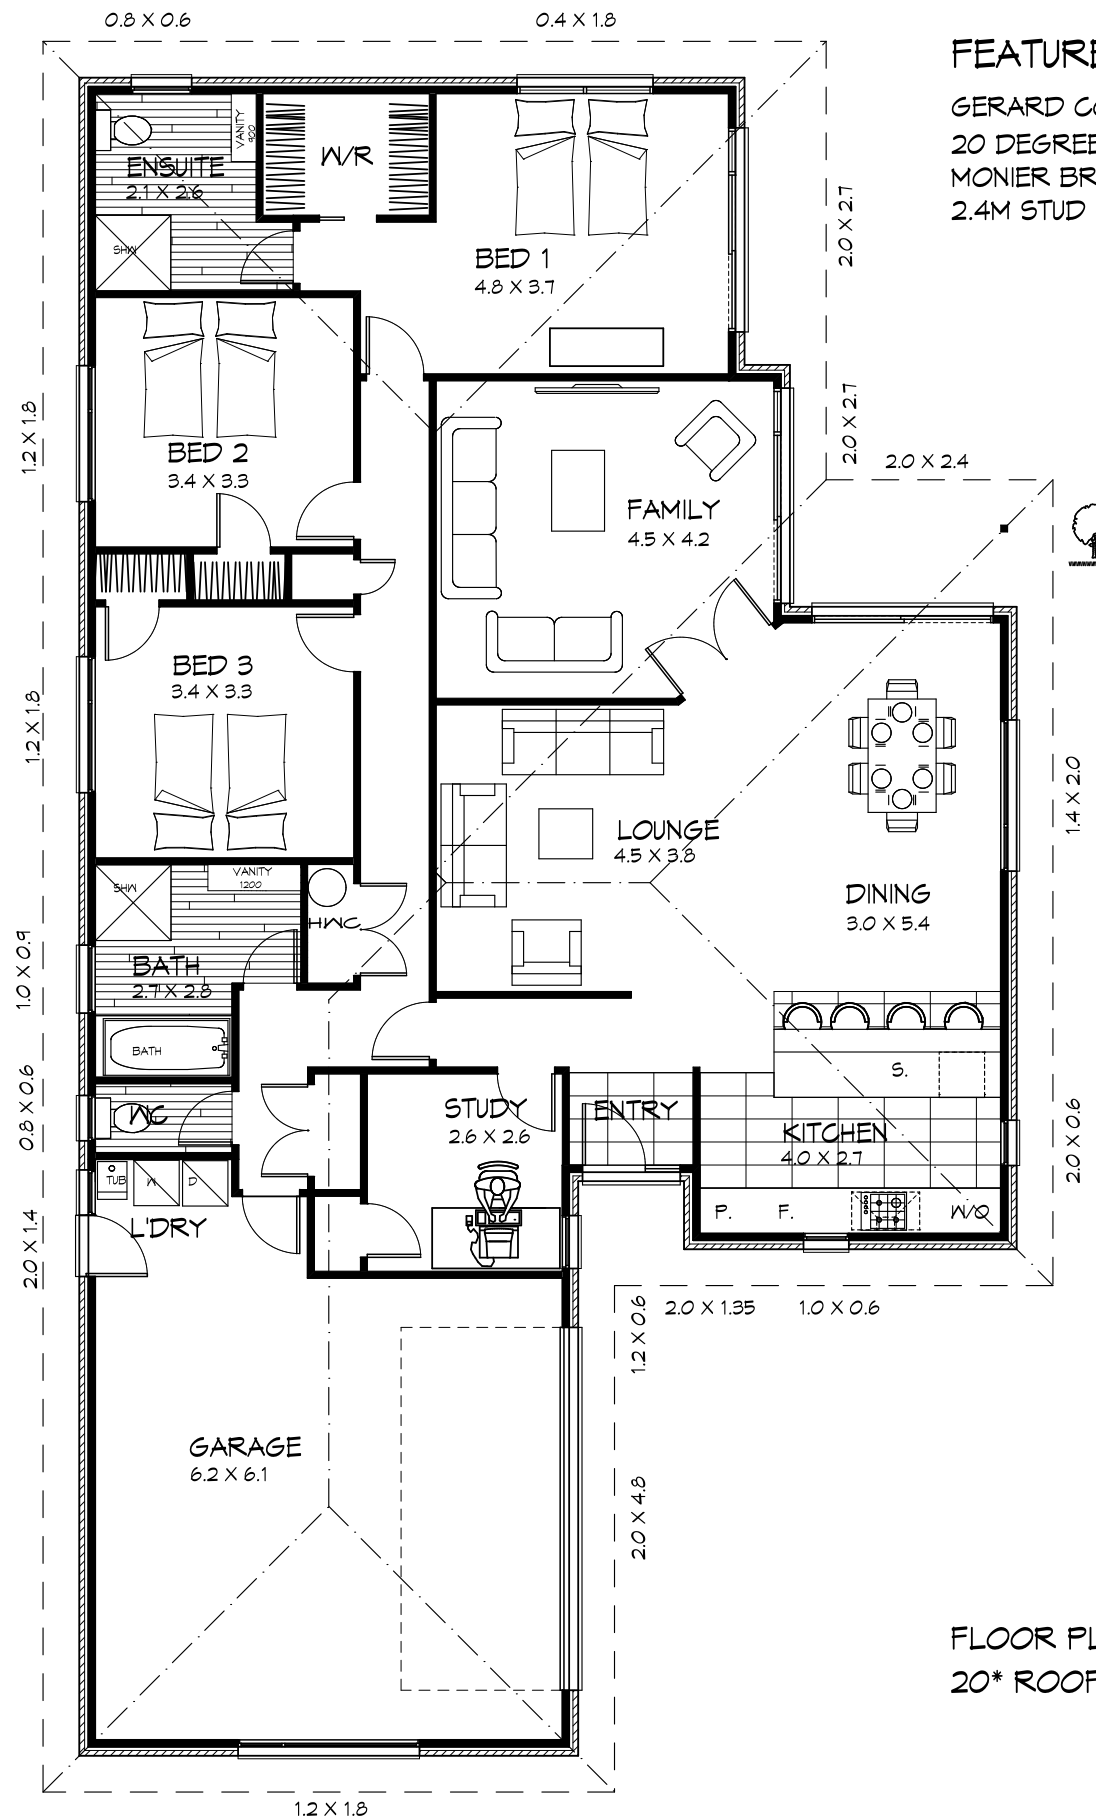 0.8 X 0.6
0.4 X 1.8
FEATURE
GERARD CO
20 DEGREE
MONIER BR
2.4M STUD
VANITY
900
W/R
ENSUITE
2.1 X 2.6
SHW
BED 1
4.8 X 3.7
2.0 X 2.7
1.2 X 1.8
BED 2
3.4 X 3.3
2.0 X 2.7
2.0 X 2.4
FAMILY
4.5 X 4.2
BED 3
3.4 X 3.3
1.2 X 1.8
LOUNGE
4.5 X 3.8
1.4 X 2.0
SHW
VANITY
1200
DINING
3.0 X 5.4
HWC
BATH
2.7 X 2.8
1.0 X 0.9
BATH
S.
0.8 X 0.6
WC
STUDY
2.6 X 2.6
ENTRY
KITCHEN
4.0 X 2.7
2.0 X 0.6
TUB
W
D
L'DRY
P.
F.
W/O
2.0 X 1.4
2.0 X 1.35
1.0 X 0.6
1.2 X 0.6
GARAGE
6.2 X 6.1
2.0 X 4.8
FLOOR PL
20* ROOF
1.2 X 1.8